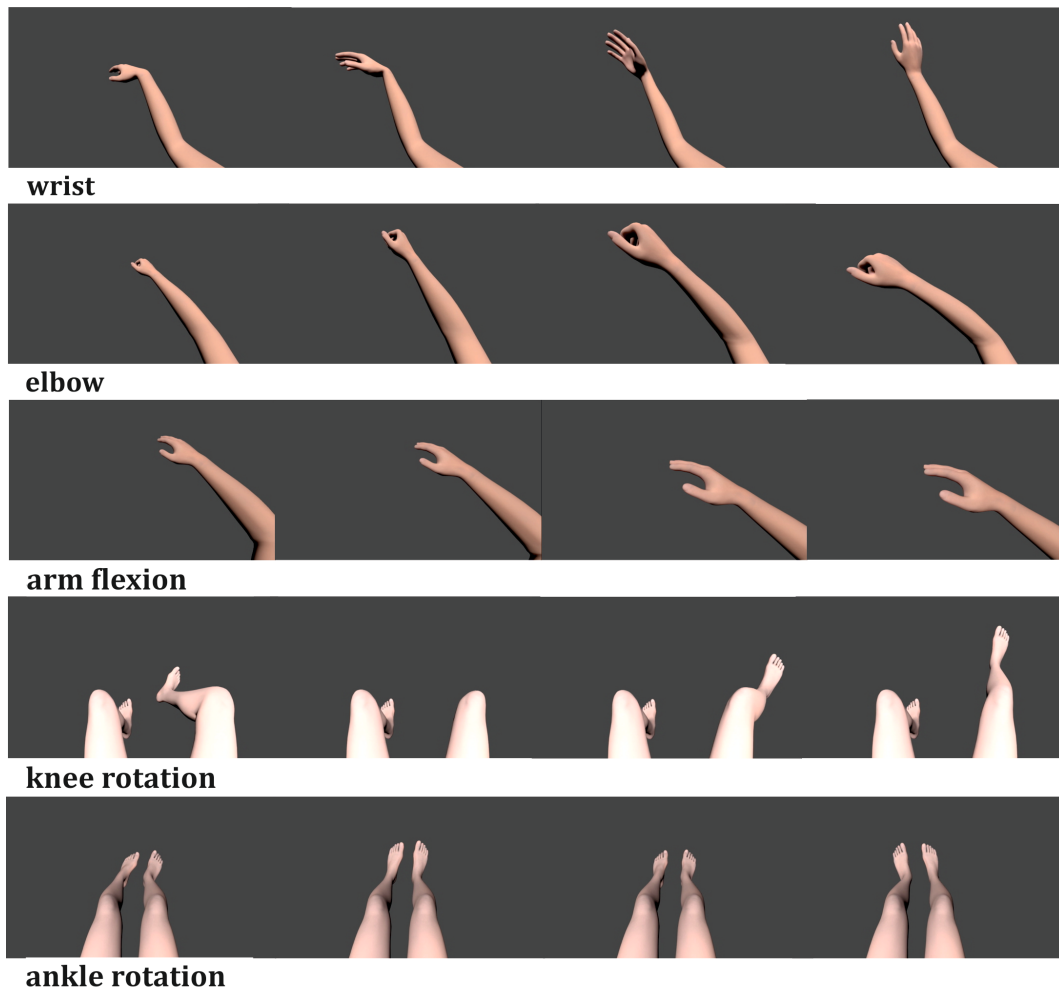 wrist
elbow
arm flexion
knee rotation
ankle rotation